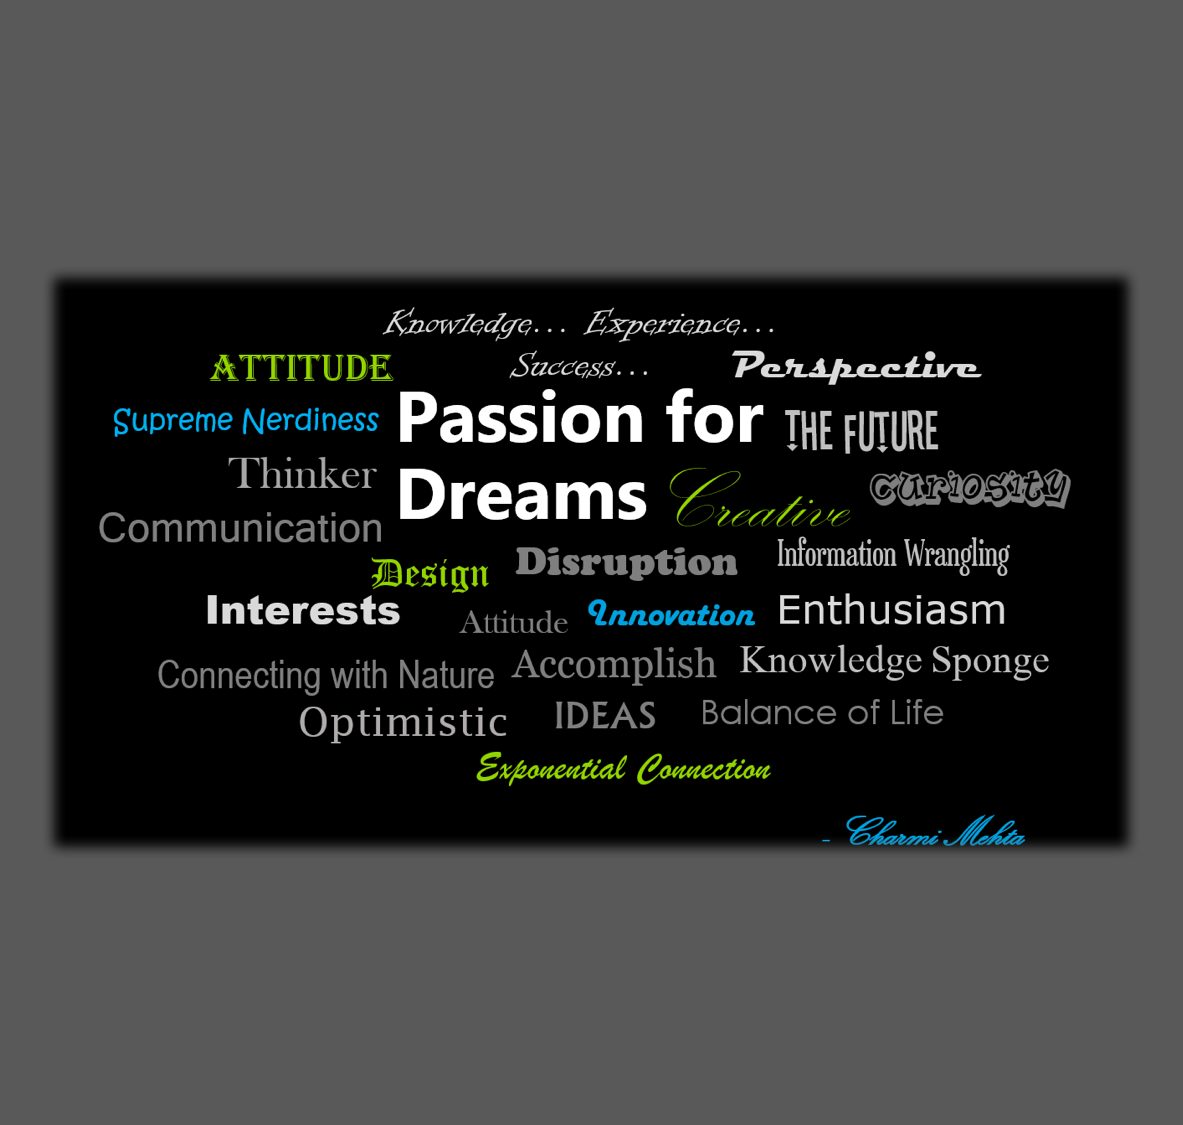 Knowledge... Experience...
ATTITUDE Success... Perspective
Supreme Nerdiness Passion for THE FUTURE
Thinker Dreams Creative Curiosity
Communication Design Disruption Information Wrangling
Interests Attitude Innovation Enthusiasm
Connecting with Nature Accomplish Knowledge Sponge
Optimistic IDEAS Balance of Life
Exponential Connection
- Charmi Mehta